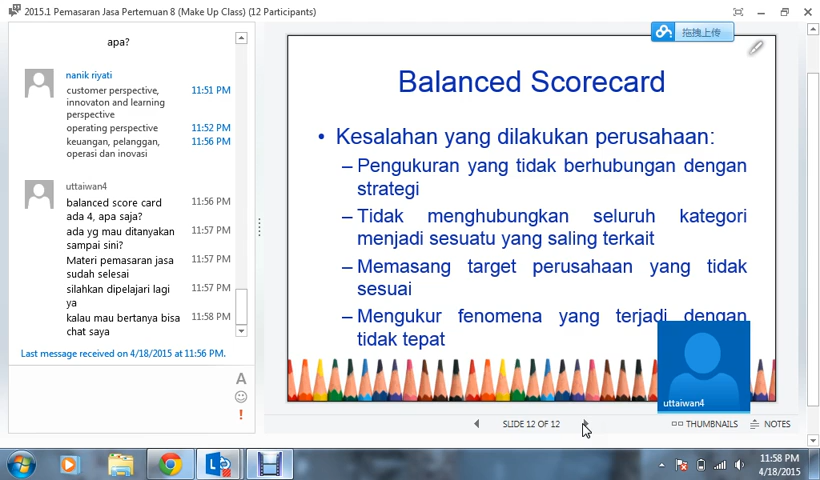 2015.1 Pemasaran Jasa Pertemuan 8 (Make Up Class) (12 Participants)
apa?
nanik riyati
customer perspective, 11:51 PM
innovaton and learning
perspective
operating perspective 11:52 PM
keuangan, pelanggan, 11:56 PM
operasi dan inovasi
uttaiwan4
balanced score card 11:56 PM
ada 4, apa saja?
ada yg mau ditanyakan 11:57 PM
sampai sini?
Materi pemasaran jasa 11:57 PM
sudah selesai
silahkan dipelajari lagi 11:57 PM
ya
kalau mau bertanya bisa 11:58 PM
chat saya
Last message received on 4/18/2015 at 11:56 PM.
A
!
拖拽上传
Balanced Scorecard
• Kesalahan yang dilakukan perusahaan:
– Pengukuran yang tidak berhubungan dengan
strategi
– Tidak menghubungkan seluruh kategori
menjadi sesuatu yang saling terkait
– Memasang target perusahaan yang tidak
sesuai
– Mengukur fenomena yang terjadi dengan
tidak tepat
uttaiwan4
SLIDE 12 OF 12
THUMBNAILS
NOTES
11:58 PM
4/18/2015